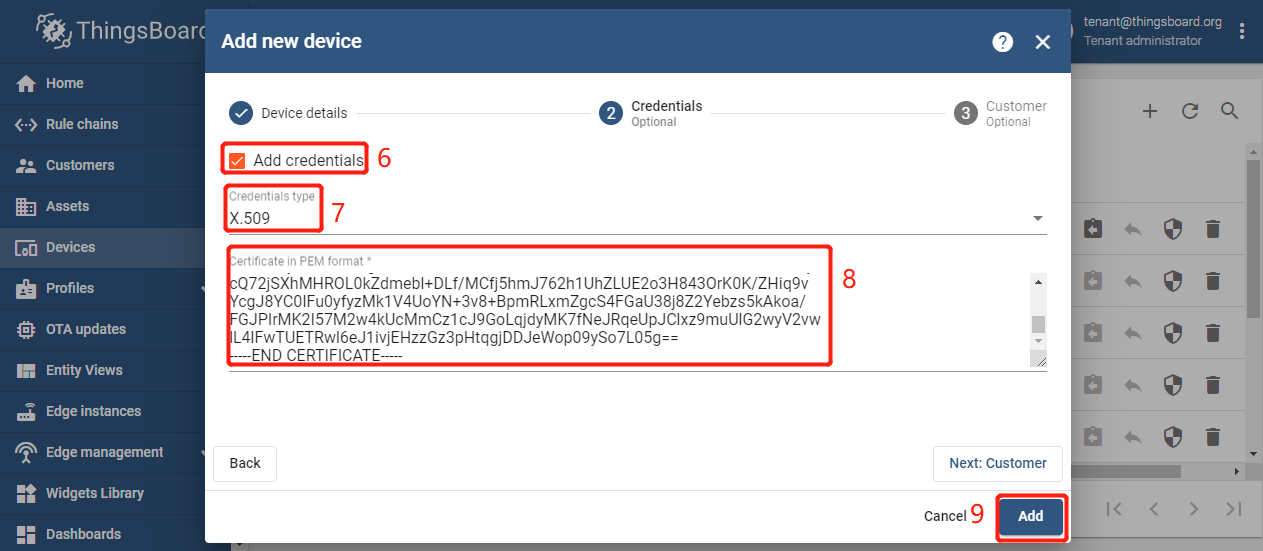 ThingsBoard
tenant@thingsboard.org
Tenant administrator
Home
Rule chains
Customers
Assets
Devices
Profiles
OTA updates
Entity Views
Edge instances
Edge management
Widgets Library
Dashboards
Add new device
?
Device details
2
Credentials
Optional
3
Customer
Optional
Add credentials
6
Credentials type
X.509
7
Certificate in PEM format *
8
cQ72jSXhMHROL0kZdmebI+DLf/MCfj5hmJ762h1UhZLUE2o3H843OrK0K/ZHiq9v
YcgJ8YC0IFu0yfyzMk1V4UoYN+3v8+BpmRLxmZgcS4FGaU38j8Z2Yebzs5kAkoa/
FGJPIrMK2I57M2w4kUcMmCz1cJ9GoLqjdyMK7fNeJRqeUpJCIxz9muUIG2wyV2vw
IL4IFwTUETRwI6eJ1ivjEHzzGz3pHtqgjDDJeWop09ySo7L05g==
-----END CERTIFICATE-----
Back
Next: Customer
Cancel
9
Add